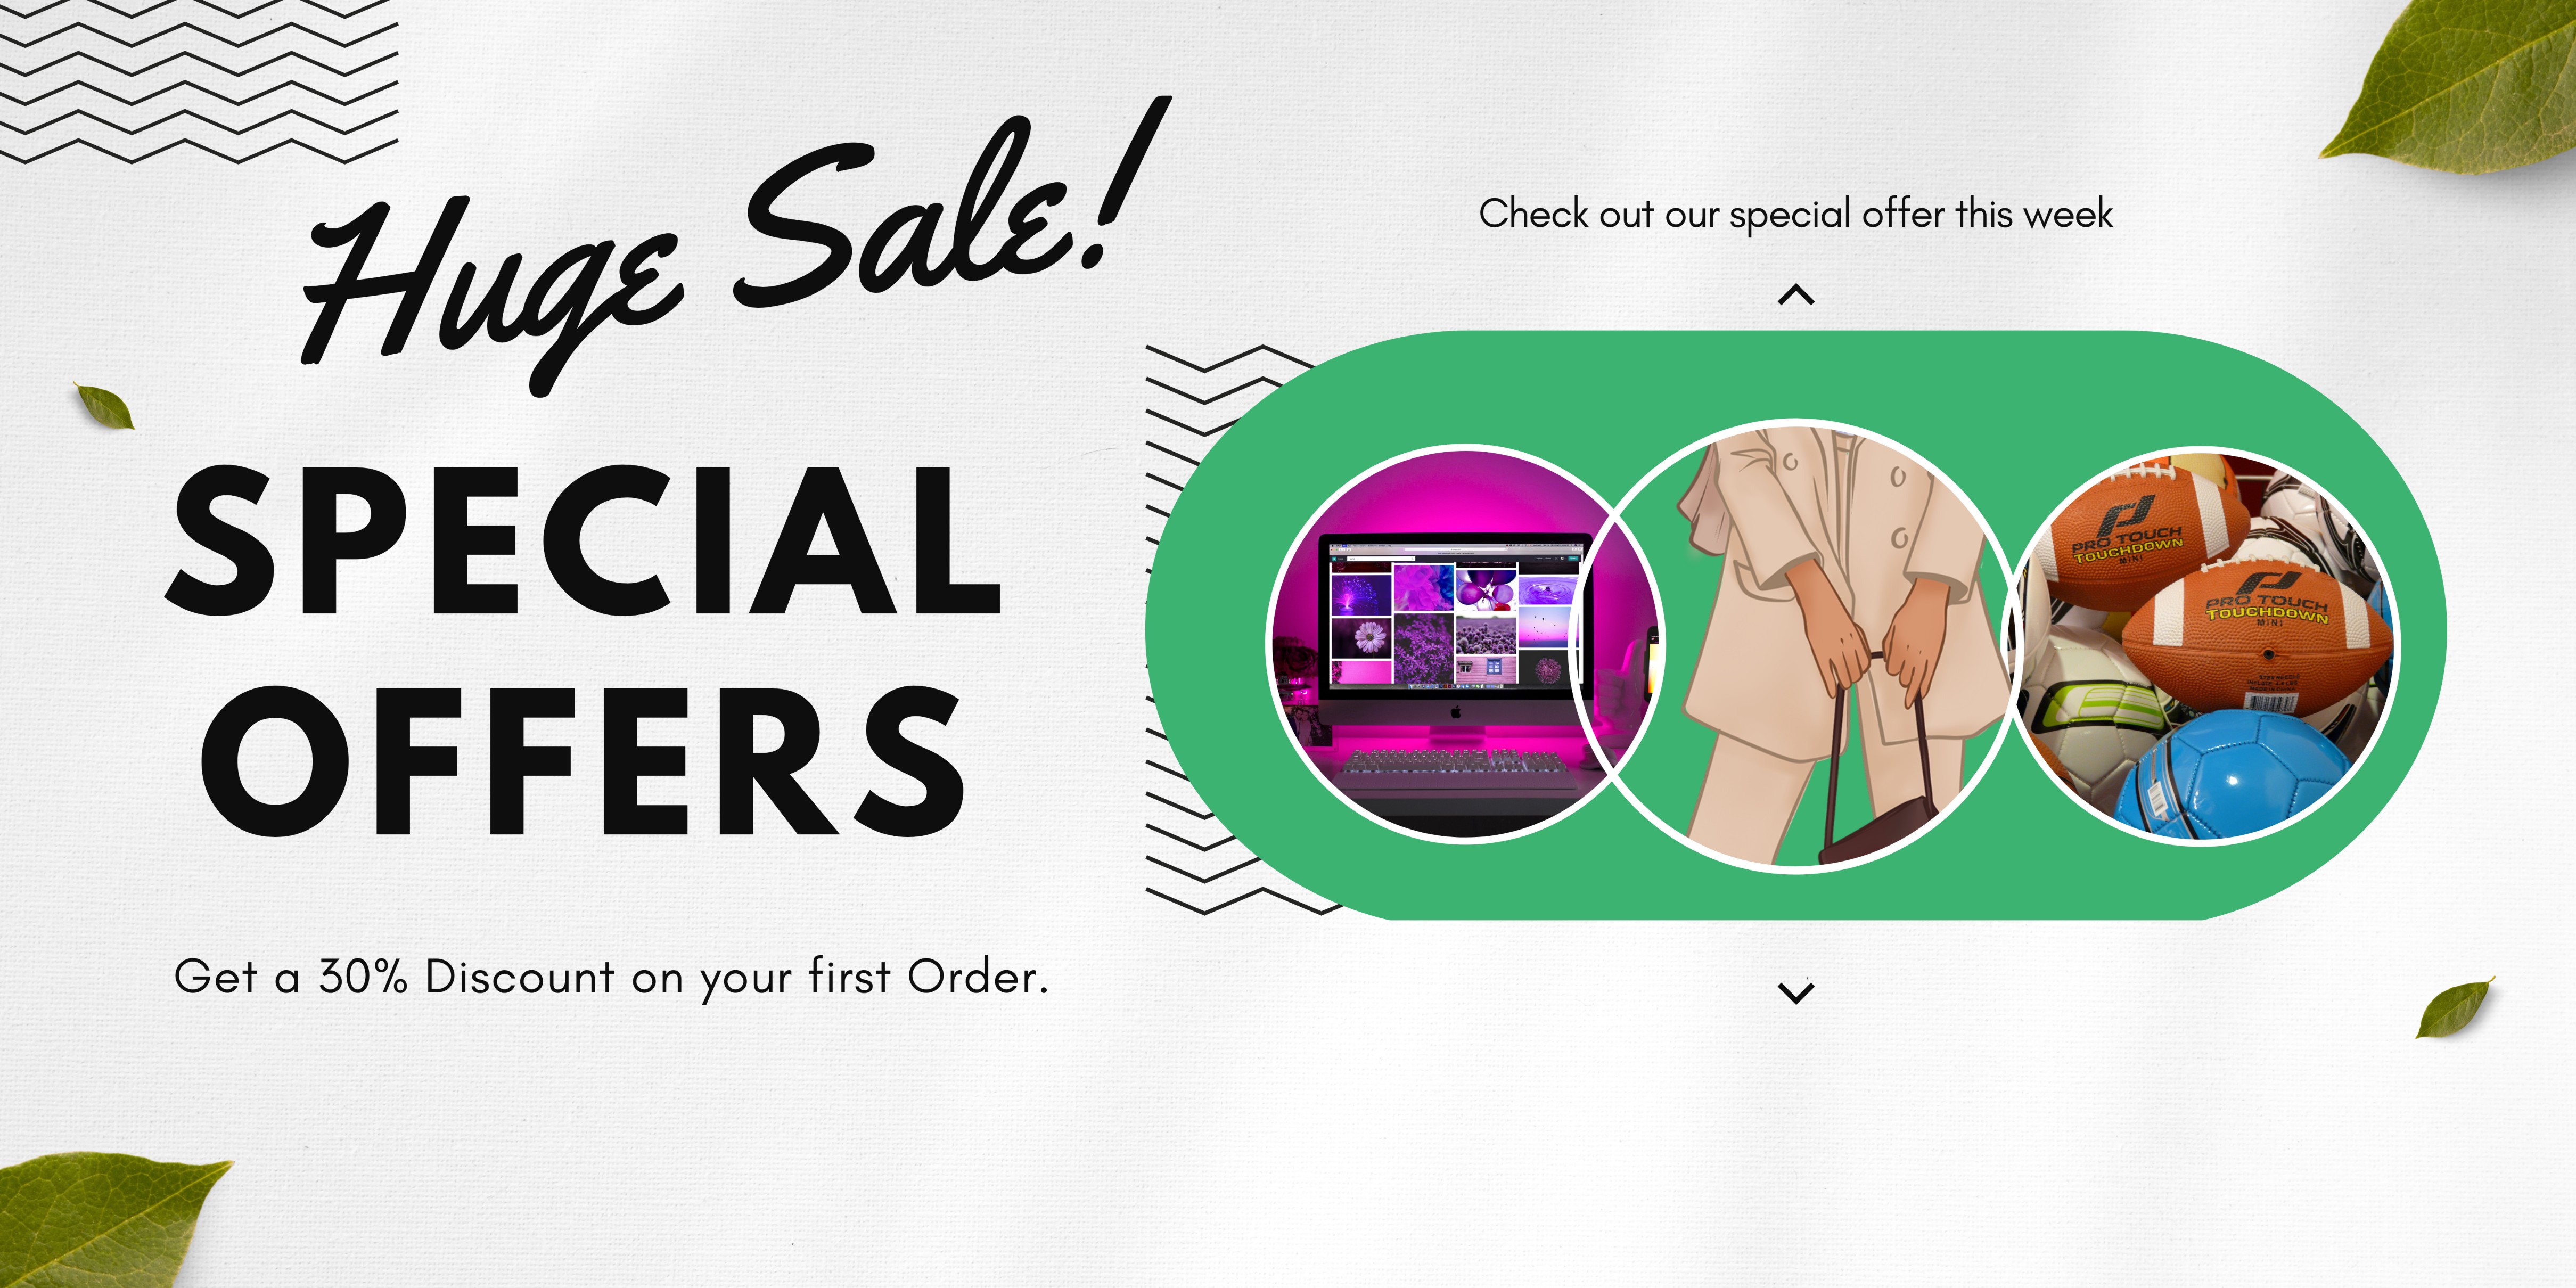 Huge Sale!
SPECIAL
OFFERS
Get a 30% Discount on your first Order.
Check out our special offer this week
PRO TOUCH
TOUCHDOWN
MINI
PRO TOUCH
TOUCHDOWN
MINI